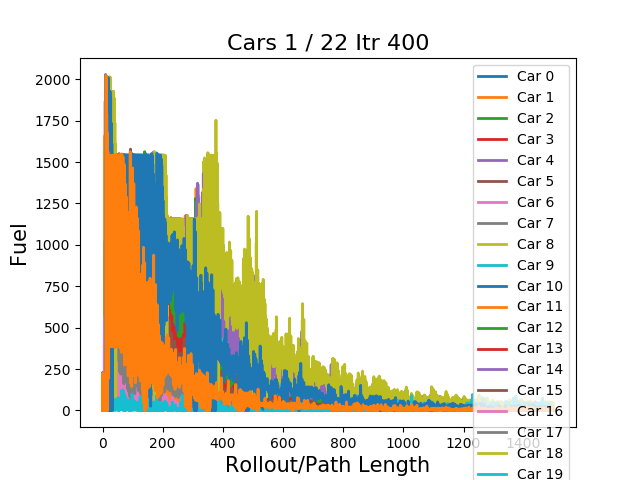 Cars 1 / 22 Itr 400
Fuel
2000
1750
1500
1250
1000
750
500
250
0
0
200
400
600
800
1000
1200
1400
Rollout/Path Length
Car 0
Car 1
Car 2
Car 3
Car 4
Car 5
Car 6
Car 7
Car 8
Car 9
Car 10
Car 11
Car 12
Car 13
Car 14
Car 15
Car 16
Car 17
Car 18
Car 19